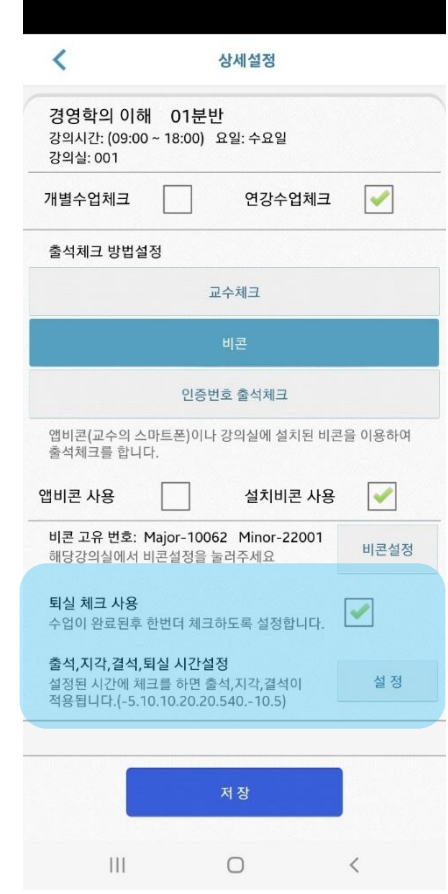 상세설정
경영학의 이해 01분반
강의시간: (09:00 ~ 18:00) 요일: 수요일
강의실: 001
개별수업체크 연강수업체크
출석체크 방법설정
교수체크
비콘
인증번호 출석체크
앱비콘(교수의 스마트폰)이나 강의실에 설치된 비콘을 이용하여
출석체크를 합니다.
앱비콘 사용 설치비콘 사용
비콘 고유 번호: Major-10062 Minor-22001
해당강의실에서 비콘설정을 눌러주세요
비콘설정
퇴실 체크 사용
수업이 완료된후 한번더 체크하도록 설정합니다.
출석,지각,결석,퇴실 시간설정
설정된 시간에 체크를 하면 출석,지각,결석이
적용됩니다.(-5.10.10.20.20.540.-10.5)
설 정
저 장